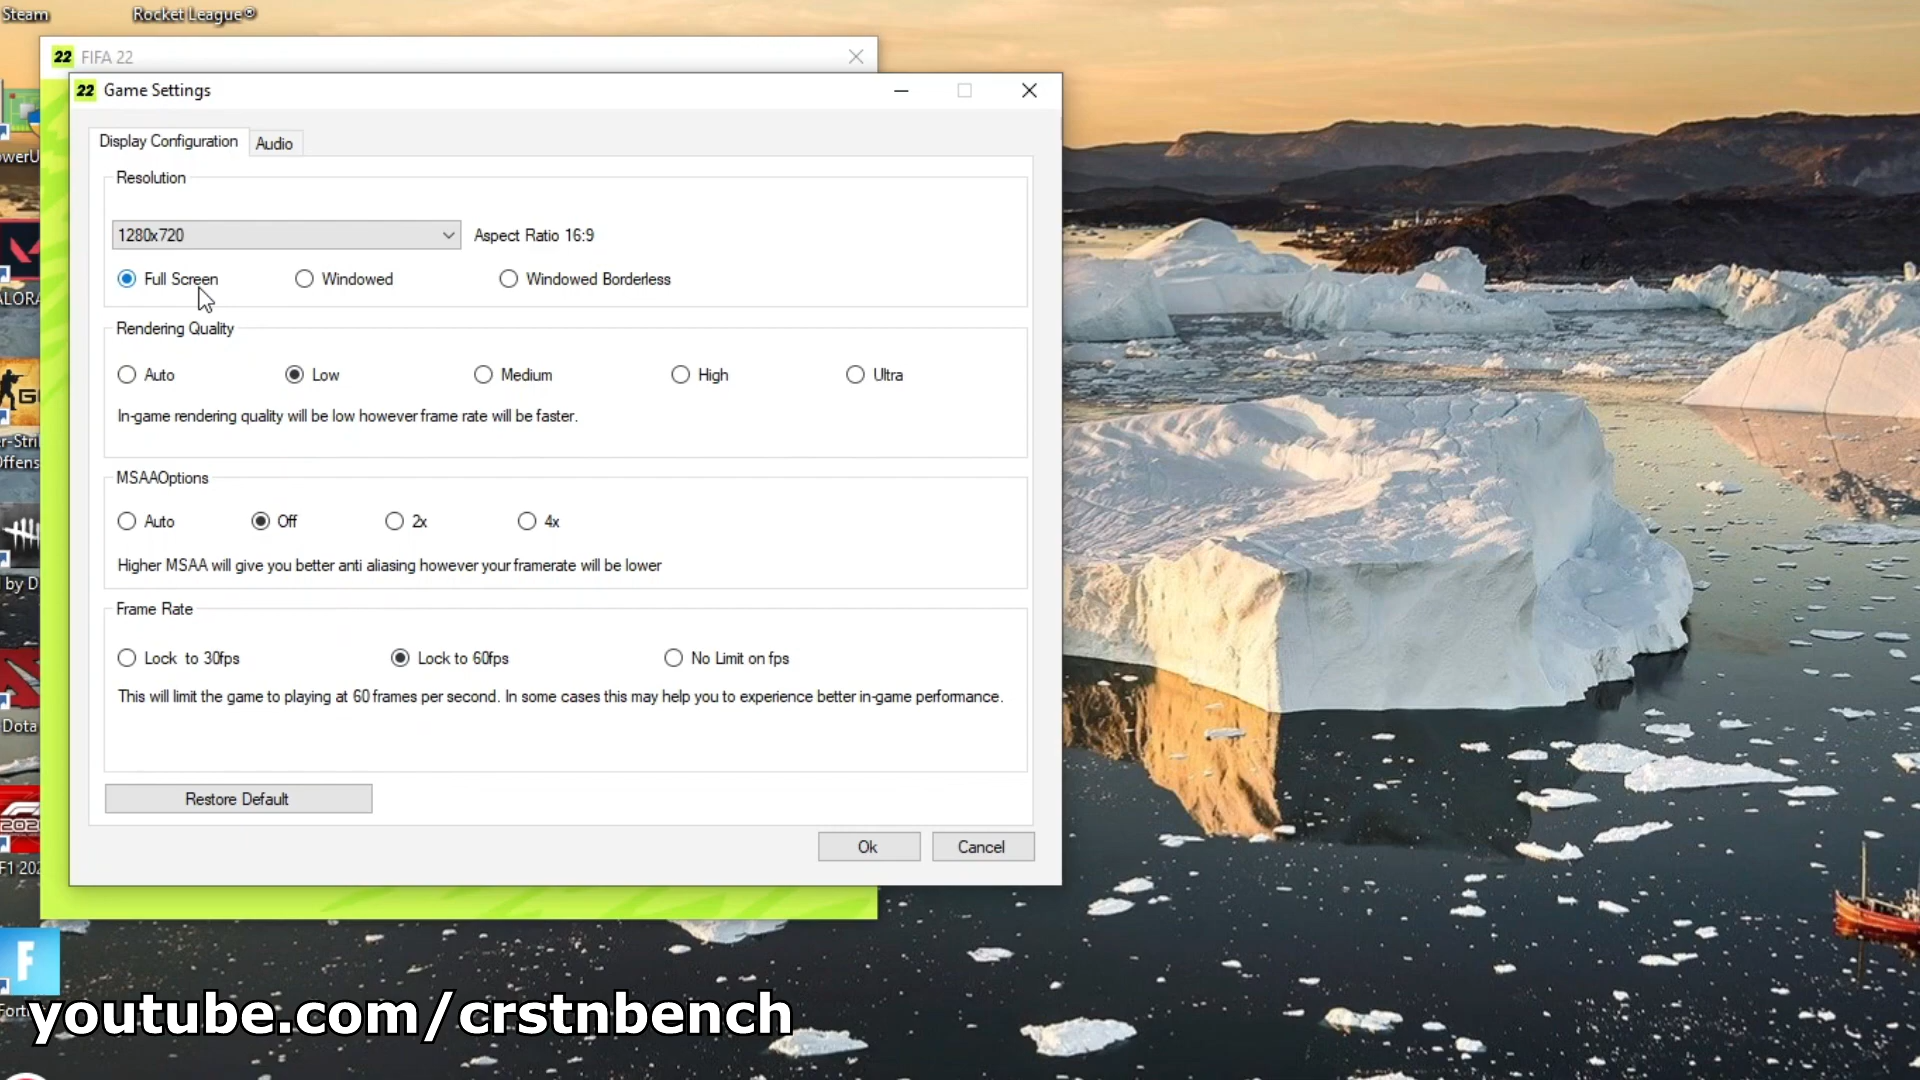 Steam
Rocket League®
22 FIFA 22
22 Game Settings
Display Configuration
Audio
Resolution
1280x720
Aspect Ratio 16:9
Full Screen
Windowed
Windowed Borderless
Rendering Quality
Auto
Low
Medium
High
Ultra
In-game rendering quality will be low however frame rate will be faster.
MSAAOptions
Auto
Off
2x
4x
Higher MSAA will give you better anti aliasing however your framerate will be lower
Frame Rate
Lock to 30fps
Lock to 60fps
No Limit on fps
This will limit the game to playing at 60 frames per second. In some cases this may help you to experience better in-game performance.
Restore Default
Ok
Cancel
by D
Dota
F1 202
youtube.com/crstnbench